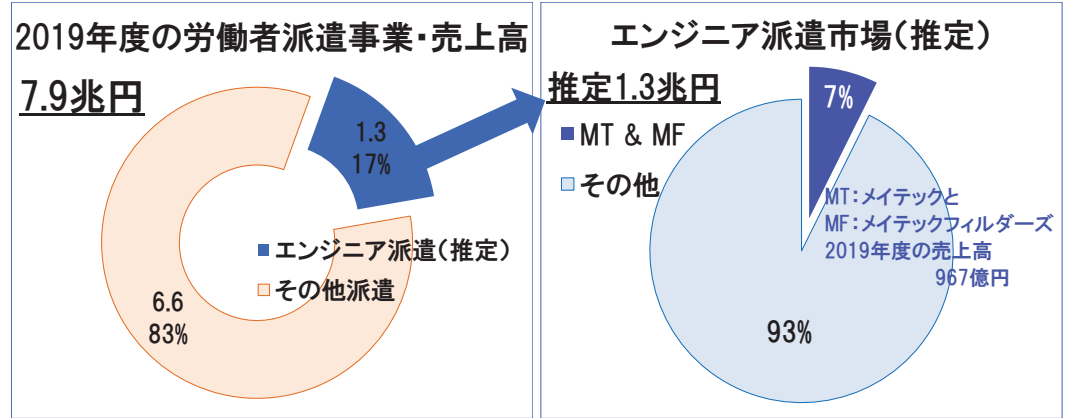 2019年度の労働者派遣事業・売上高
7.9兆円
1.3
17%
■エンジニア派遣(推定)
□その他派遣
6.6
83%
エンジニア派遣市場(推定)
推定1.3兆円
■MT & MF
□その他
7%
MT:メイテックと
MF:メイテックフィルダーズ
2019年度の売上高
967億円
93%